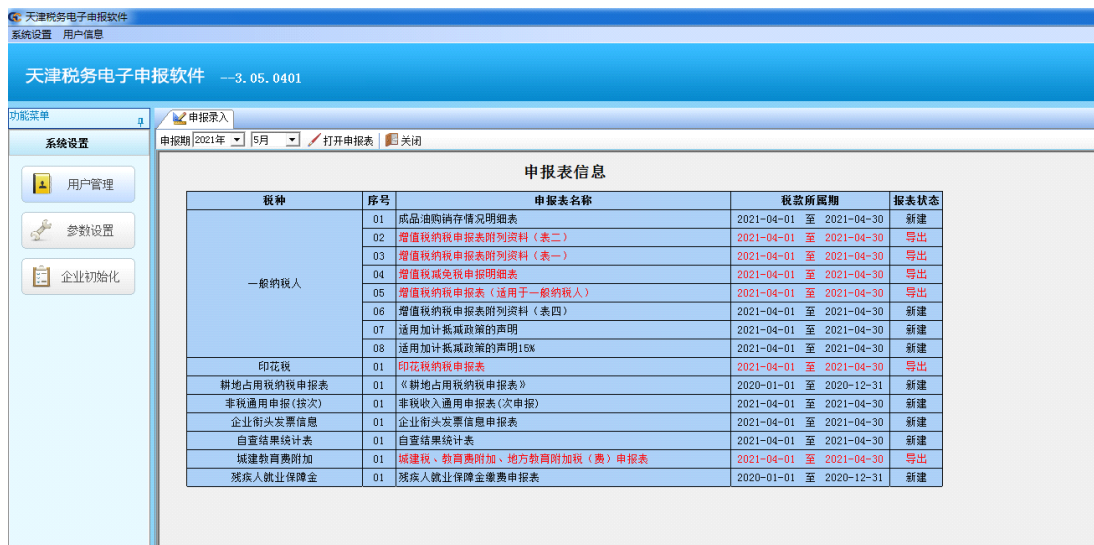 天津税务电子申报软件
系统设置 用户信息
天津税务电子申报软件 --3.05.0401
功能菜单
系统设置
用户管理
参数设置
企业初始化
申报录入
申报期 2021年 5月 打开申报表 关闭
申报表信息
税种 序号 申报表名称 税款所属期 报表状态
一般纳税人
01 成品油购销存情况明细表 2021-04-01 至 2021-04-30 新建
02 增值税纳税申报表附列资料（表二） 2021-04-01 至 2021-04-30 导出
03 增值税纳税申报表附列资料（表一） 2021-04-01 至 2021-04-30 导出
04 增值税减免税申报明细表 2021-04-01 至 2021-04-30 导出
05 增值税纳税申报表（适用于一般纳税人） 2021-04-01 至 2021-04-30 导出
06 增值税纳税申报表附列资料（表四） 2021-04-01 至 2021-04-30 新建
07 适用加计抵减政策的声明 2021-04-01 至 2021-04-30 新建
08 适用加计抵减政策的声明15% 2021-04-01 至 2021-04-30 新建
印花税 01 印花税纳税申报表 2021-04-01 至 2021-04-30 导出
耕地占用税纳税申报表 01 《耕地占用税纳税申报表》 2020-01-01 至 2020-12-31 新建
非税通用申报(按次) 01 非税收入通用申报表(次申报) 2021-04-01 至 2021-04-30 新建
企业衔头发票信息 01 企业衔头发票信息申报表 2021-04-01 至 2021-04-30 新建
自查结果统计表 01 自查结果统计表 2021-04-01 至 2021-04-30 新建
城建教育费附加 01 城建税、教育费附加、地方教育附加税（费）申报表 2021-04-01 至 2021-04-30 导出
残疾人就业保障金 01 残疾人就业保障金缴费申报表 2020-01-01 至 2020-12-31 新建